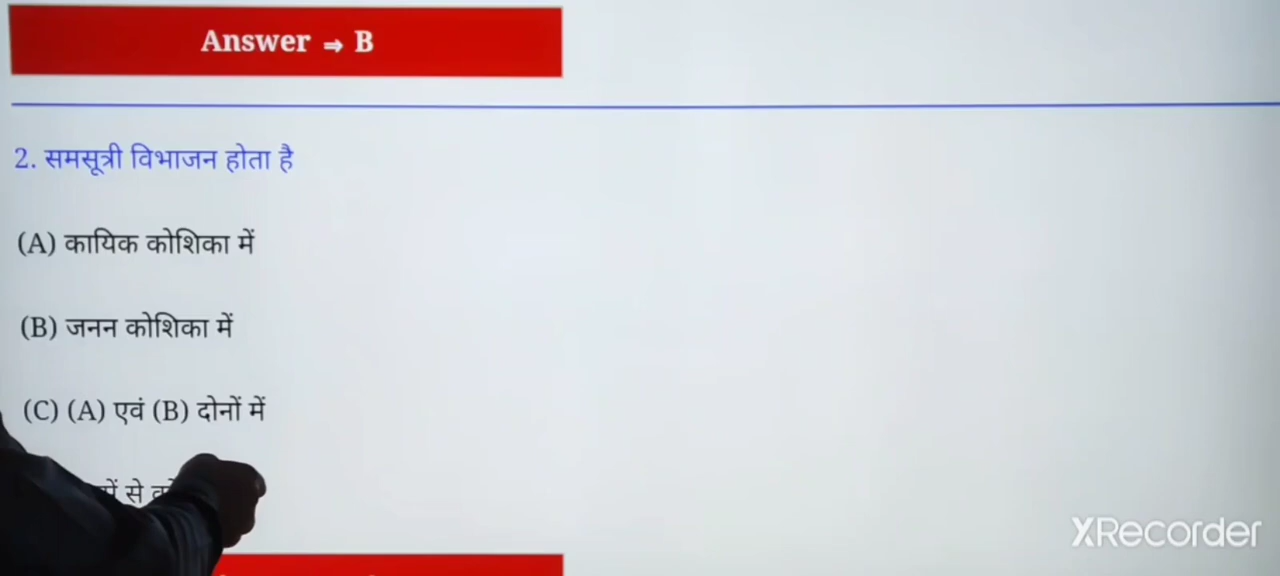 Answer ⇒ B
2. समसूत्री विभाजन होता है
(A) कायिक कोशिका में
(B) जनन कोशिका में
(C) (A) एवं (B) दोनों में
से
XRecorder